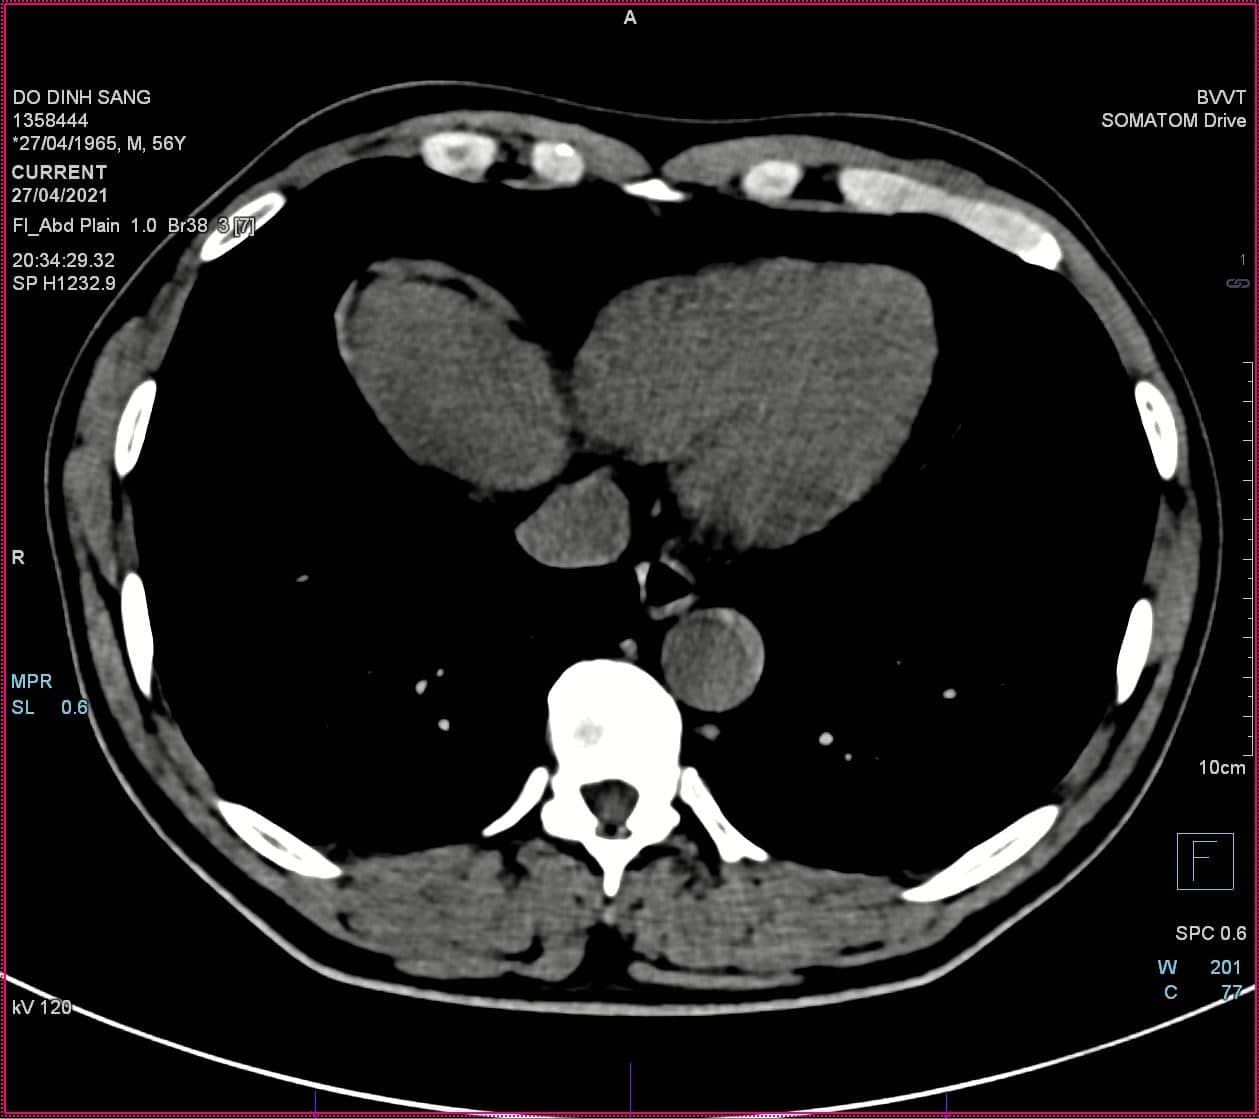 A
DO DINH SANG
1358444
*27/04/1965, M, 56Y
CURRENT
27/04/2021
Fl_Abd Plain 1.0 Br38 3 [7]
20:34:29.32
SP H1232.9
BVVT
SOMATOM Drive
1
R
MPR
SL 0.6
10cm
F
SPC 0.6
W 201
C 77
kV 120